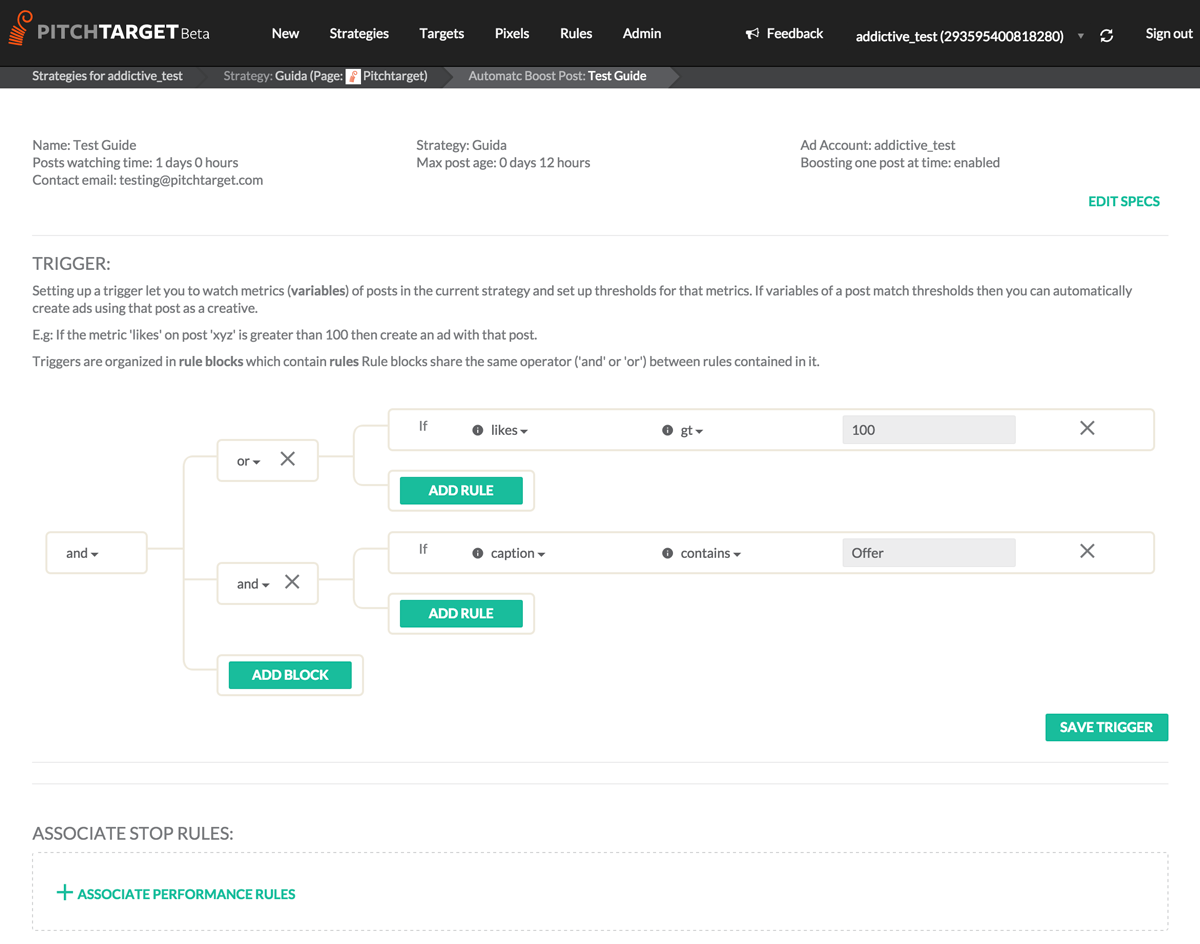 PITCHTARGET Beta New Strategies Targets Pixels Rules Admin Feedback addictive_test (293595400818280) Sign out
Strategies for addictive_test Strategy: Guida (Page: Pitchtarget) Automatc Boost Post: Test Guide
Name: Test Guide Strategy: Guida Ad Account: addictive_test
Posts watching time: 1 days 0 hours Max post age: 0 days 12 hours Boosting one post at time: enabled
Contact email: testing@pitchtarget.com
EDIT SPECS
TRIGGER:
Setting up a trigger let you to watch metrics (variables) of posts in the current strategy and set up thresholds for that metrics. If variables of a post match thresholds then you can automatically
create ads using that post as a creative.
E.g: If the metric 'likes' on post 'xyz' is greater than 100 then create an ad with that post.
Triggers are organized in rule blocks which contain rules Rule blocks share the same operator ('and' or 'or') between rules contained in it.
If likes gt 100
or
ADD RULE
If caption contains Offer
and
and
ADD RULE
ADD BLOCK
SAVE TRIGGER
ASSOCIATE STOP RULES:
ASSOCIATE PERFORMANCE RULES